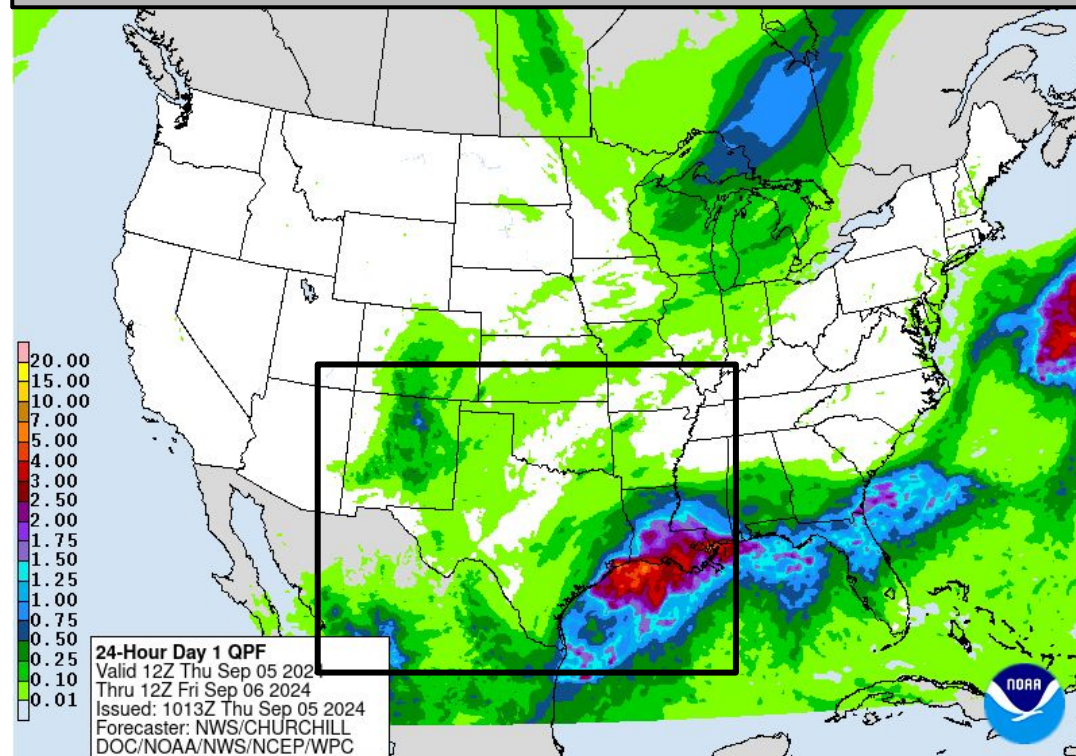 20.00
15.00
10.00
7.00
5.00
4.00
3.00
2.50
2.00
1.75
1.50
1.25
1.00
0.75
0.50
0.25
0.10
0.01
24-Hour Day 1 QPF
Valid 12Z Thu Sep 05 2024
Thru 12Z Fri Sep 06 2024
Issued: 1013Z Thu Sep 05 2024
Forecaster: NWS/CHURCHILL
DOC/NOAA/NWS/NCEP/WPC
NOAA